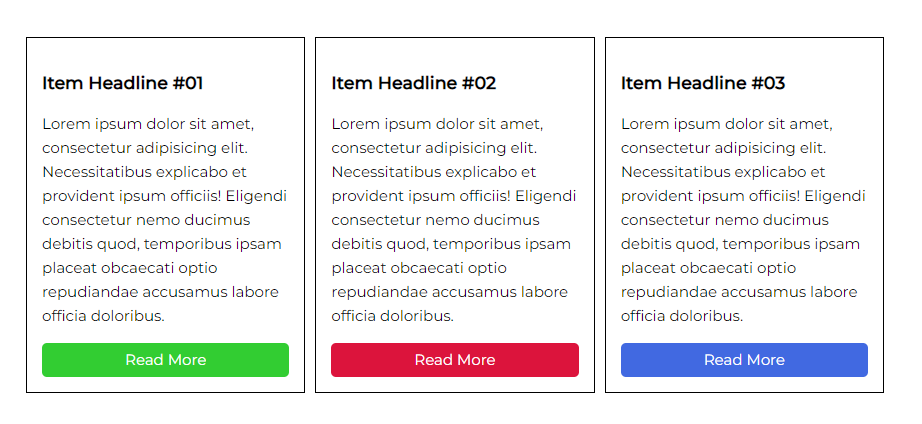 Item Headline #01
Lorem ipsum dolor sit amet,
consectetur adipisicing elit.
Necessitatibus explicabo et
provident ipsum officiis! Eligendi
consectetur nemo ducimus
debitis quod, temporibus ipsam
placeat obcaecati optio
repudiandae accusamus labore
officia doloribus.
Read More
Item Headline #02
Lorem ipsum dolor sit amet,
consectetur adipisicing elit.
Necessitatibus explicabo et
provident ipsum officiis! Eligendi
consectetur nemo ducimus
debitis quod, temporibus ipsam
placeat obcaecati optio
repudiandae accusamus labore
officia doloribus.
Read More
Item Headline #03
Lorem ipsum dolor sit amet,
consectetur adipisicing elit.
Necessitatibus explicabo et
provident ipsum officiis! Eligendi
consectetur nemo ducimus
debitis quod, temporibus ipsam
placeat obcaecati optio
repudiandae accusamus labore
officia doloribus.
Read More